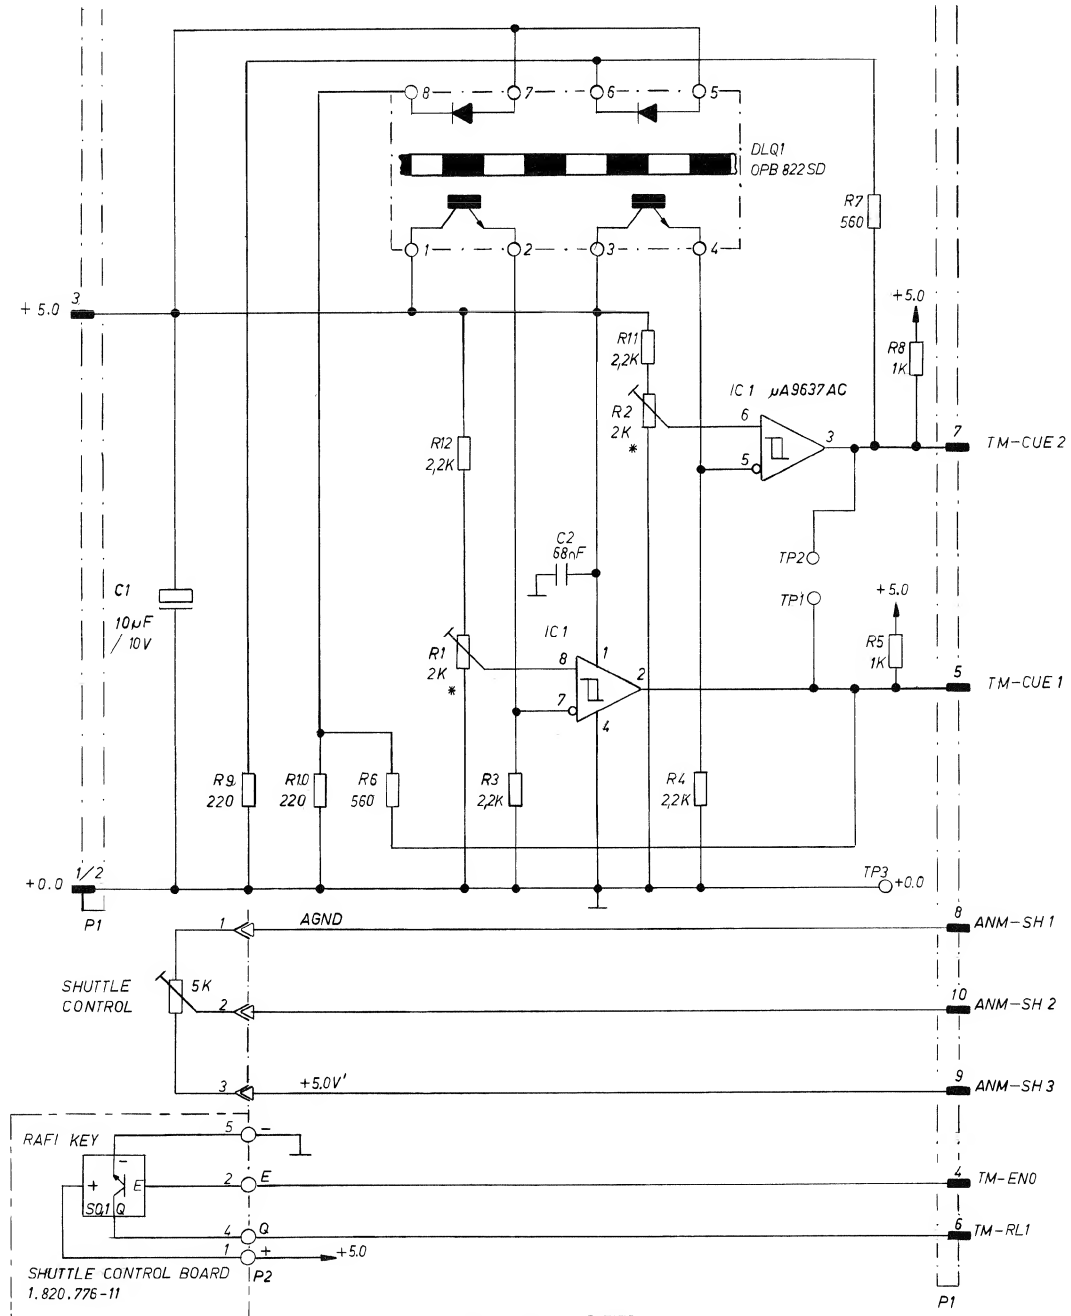 8
7
6
5
DLQ1
OPB 822SD
R7
560
1
2
3
4
+ 5.0
3
+5.0
R11
2,2K
R8
1K
IC 1 µA9637AC
R2
2K
*
6
5
3
7
TM-CUE 2
R12
2,2K
C2
68nF
TP2
TP1
+5.0
C1
10µF
/ 10V
IC 1
R1
2K
*
8
7
1
2
4
R5
1K
5
TM-CUE 1
R9
220
R10
220
R6
560
R3
2,2K
R4
2,2K
+0.0
1/2
P1
TP3
+0.0
1
AGND
8
ANM-SH 1
SHUTTLE
CONTROL
5K
2
10
ANM-SH 2
3
+5.0V'
9
ANM-SH 3
RAFI KEY
5
–
–
+
E
SQ1 Q
2
E
4
TM-EN0
4
Q
6
TM-RL1
1
+
+5.0
P2
SHUTTLE CONTROL BOARD
1.820.776-11
P1